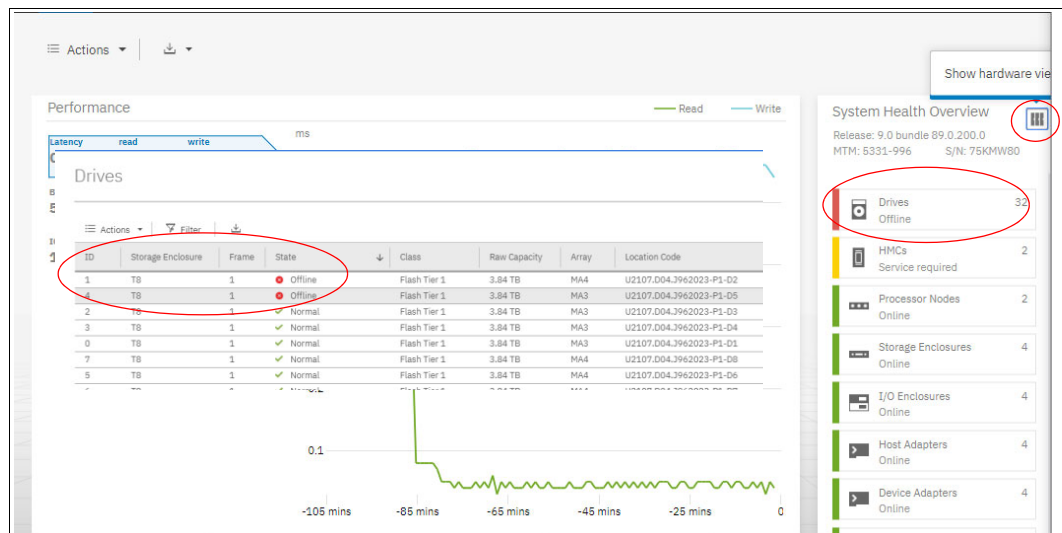 Actions
Show hardware vie
Performance
Read
Write
ms
Latency read write
Drives
Actions Filter
ID Storage Enclosure Frame State Class Raw Capacity Array Location Code
1 T8 1 Offline Flash Tier 1 3.84 TB MA4 U2107.D04.J962023-P1-D2
4 T8 1 Offline Flash Tier 1 3.84 TB MA3 U2107.D04.J962023-P1-D5
2 T8 1 Normal Flash Tier 1 3.84 TB MA3 U2107.D04.J962023-P1-D3
3 T8 1 Normal Flash Tier 1 3.84 TB MA3 U2107.D04.J962023-P1-D4
0 T8 1 Normal Flash Tier 1 3.84 TB MA3 U2107.D04.J962023-P1-D1
7 T8 1 Normal Flash Tier 1 3.84 TB MA4 U2107.D04.J962023-P1-D8
5 T8 1 Normal Flash Tier 1 3.84 TB MA4 U2107.D04.J962023-P1-D6
0.1
-105 mins -85 mins -65 mins -45 mins -25 mins 0
System Health Overview
Release: 9.0 bundle 89.0.200.0
MTM: 5331-996 S/N: 75KMW80
Drives 32
Offline
HMCs 2
Service required
Processor Nodes 2
Online
Storage Enclosures 4
Online
I/O Enclosures 4
Online
Host Adapters 4
Online
Device Adapters 4
Online